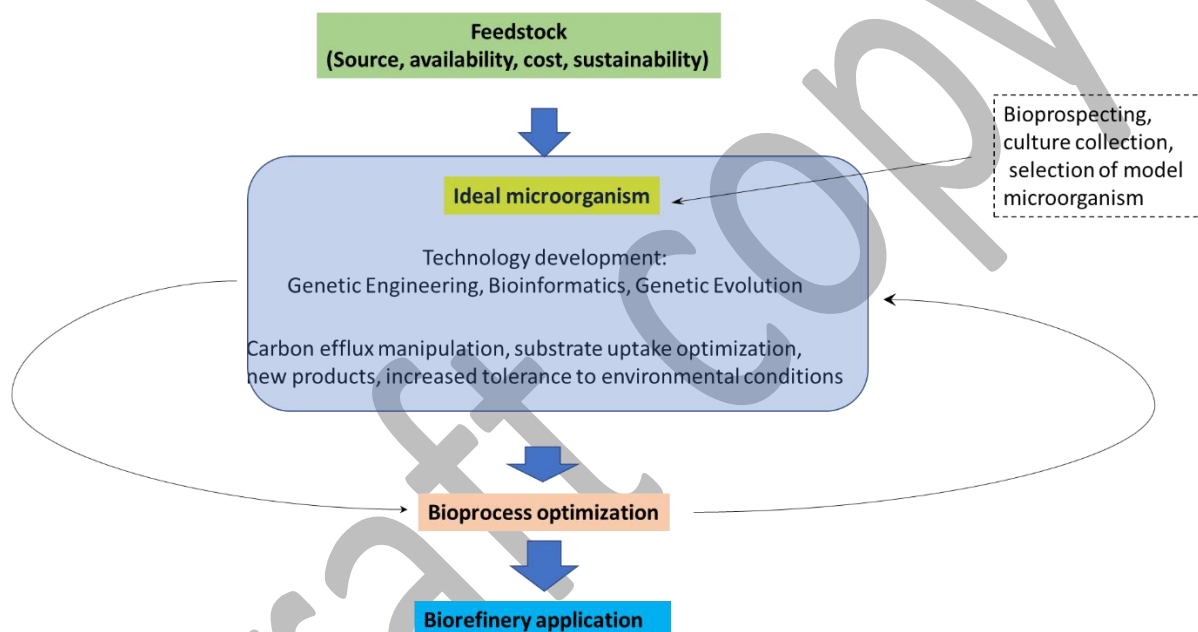 Feedstock
(Source, availability, cost, sustainability)
Bioprospecting,
culture collection,
selection of model
microorganism
Ideal microorganism
Technology development:
Genetic Engineering, Bioinformatics, Genetic Evolution
Carbon efflux manipulation, substrate uptake optimization,
new products, increased tolerance to environmental conditions
Bioprocess optimization
Biorefinery application
raft copy